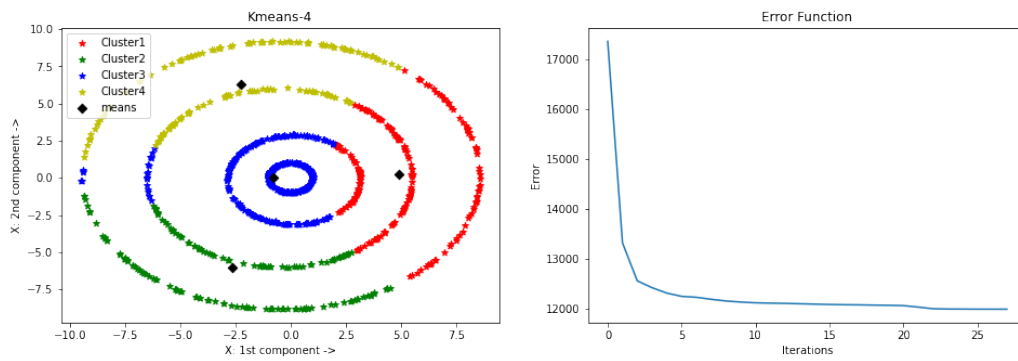 Kmeans-4
10.0
7.5
5.0
2.5
0.0
−2.5
−5.0
−7.5
X: 2nd component ->
Cluster1
Cluster2
Cluster3
Cluster4
means
−10.0 −7.5 −5.0 −2.5 0.0 2.5 5.0 7.5
X: 1st component ->
Error Function
17000
16000
15000
14000
13000
12000
Error
0 5 10 15 20 25
Iterations